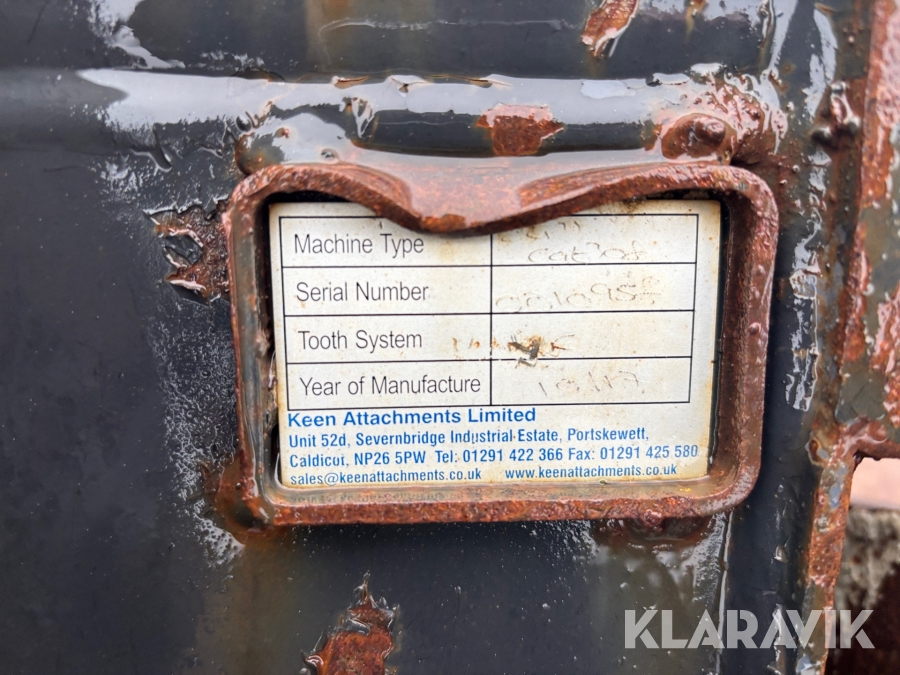 Machine Type
Serial Number
Tooth System
Year of Manufacture
Keen Attachments Limited
Unit 52d, Severnbridge Industrial Estate, Portskewett,
Caldicot, NP26 5PW Tel: 01291 422 366 Fax: 01291 425 580
sales@keenattachments.co.uk www.keenattachments.co.uk
KLARAVIK